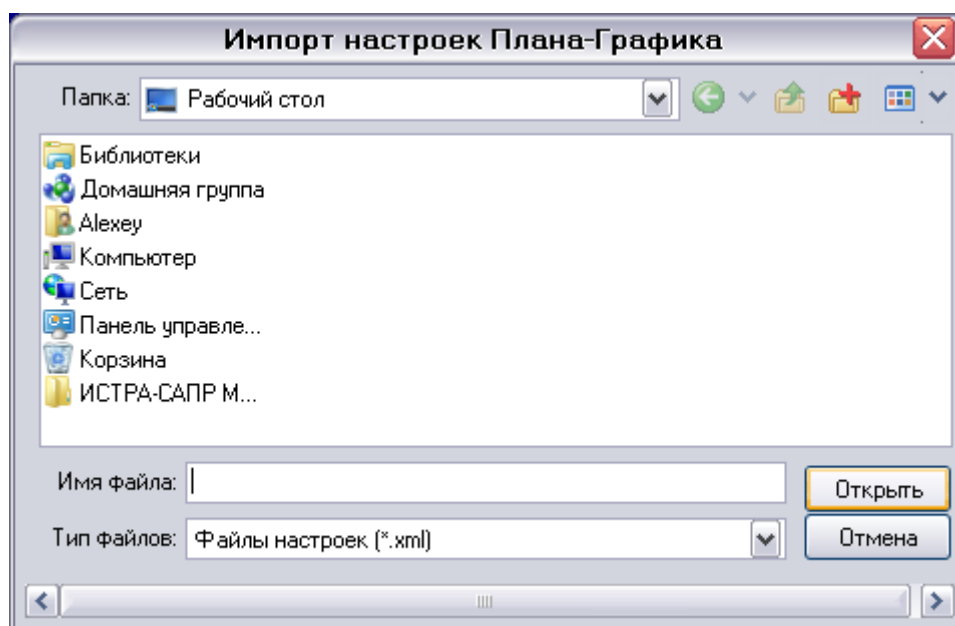 Импорт настроек Плана-Графика
Папка: Рабочий стол
Библиотеки
Домашняя группа
Alexey
Компьютер
Сеть
Панель управле...
Корзина
ИСТРА-САПР М...
Имя файла:
Открыть
Тип файлов: Файлы настроек (*.xml)
Отмена